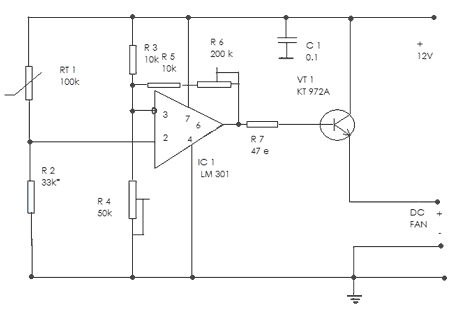 R 3
10k
R 5
10k
R 6
200 k
C 1
0.1
+
12V
RT 1
100k
VT 1
KT 972A
3
7
6
2
4
R 7
47 e
IC 1
LM 301
R 2
33k"
R 4
50k
DC
FAN
+
-